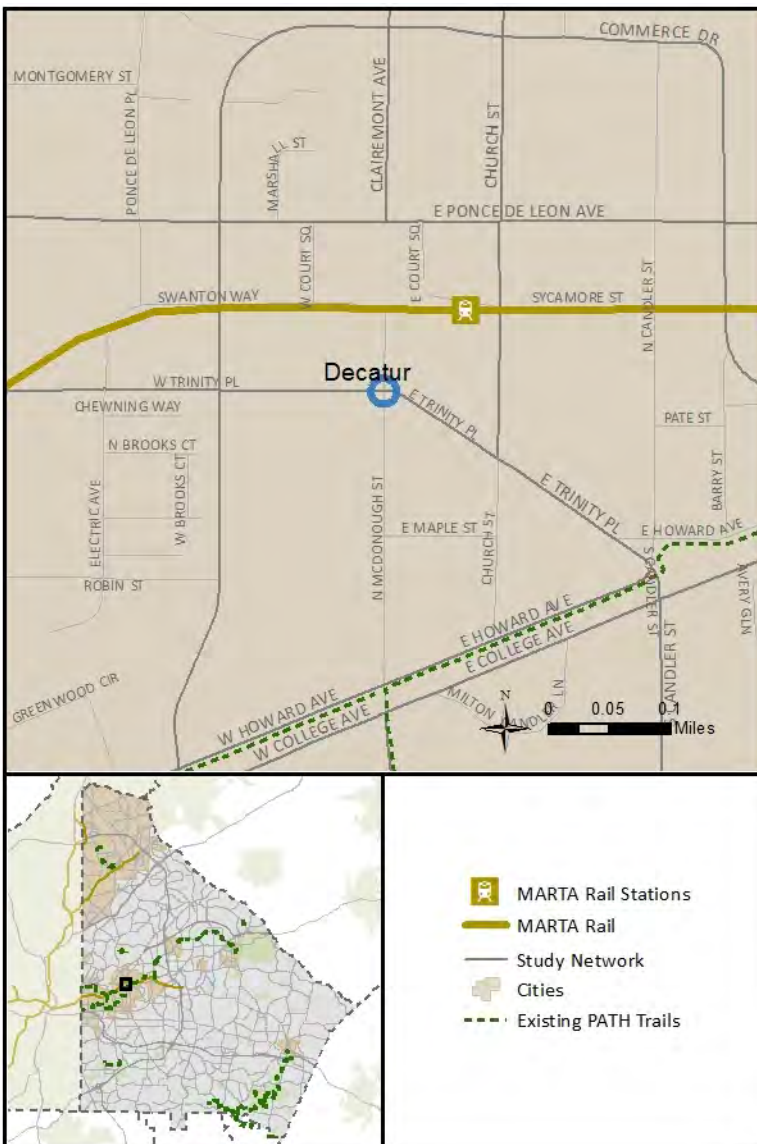 COMMERCE DR
MONTGOMERY ST
PONCE DE LEON PL
MARSHALL ST
CLAIREMONT AVE
CHURCH ST
E PONCE DE LEON AVE
W COURT SQ
E COURT SQ
N CANDLER ST
SWANTON WAY
SYCAMORE ST
Decatur
W TRINITY PL
E TRINITY PL
CHEWNING WAY
PATE ST
N BROOKS CT
W BROOKS CT
ELECTRIC AVE
BARRY ST
E TRINITY PL
N MCDONOUGH ST
E MAPLE ST
CHURCH ST
E HOWARD AVE
ROBIN ST
S CANDLER ST
AVERY GLN
E HOWARD AVE
E COLLEGE AVE
GREENWOOD CIR
W HOWARD AVE
W COLLEGE AVE
MILTON CANDLER LN
S CANDLER ST
N
0 0.05 0.1
Miles
MARTA Rail Stations
MARTA Rail
Study Network
Cities
Existing PATH Trails